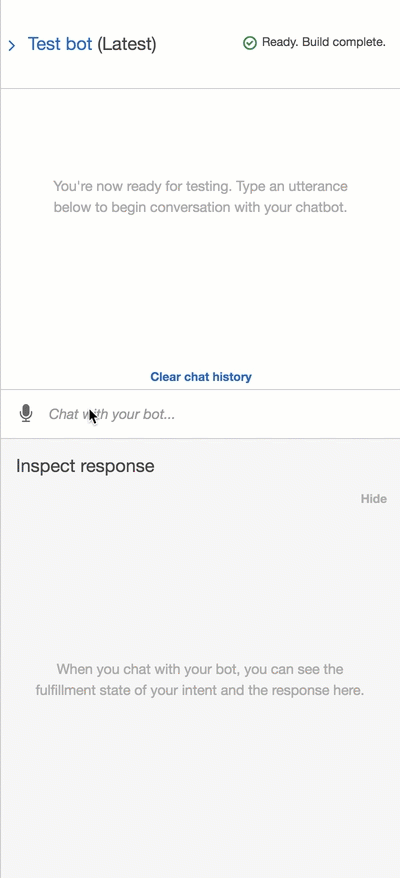 Test bot (Latest)
Ready. Build complete.
You're now ready for testing. Type an utterance
below to begin conversation with your chatbot.
Clear chat history
Chat with your bot...
Inspect response
Hide
When you chat with your bot, you can see the
fulfillment state of your intent and the response here.